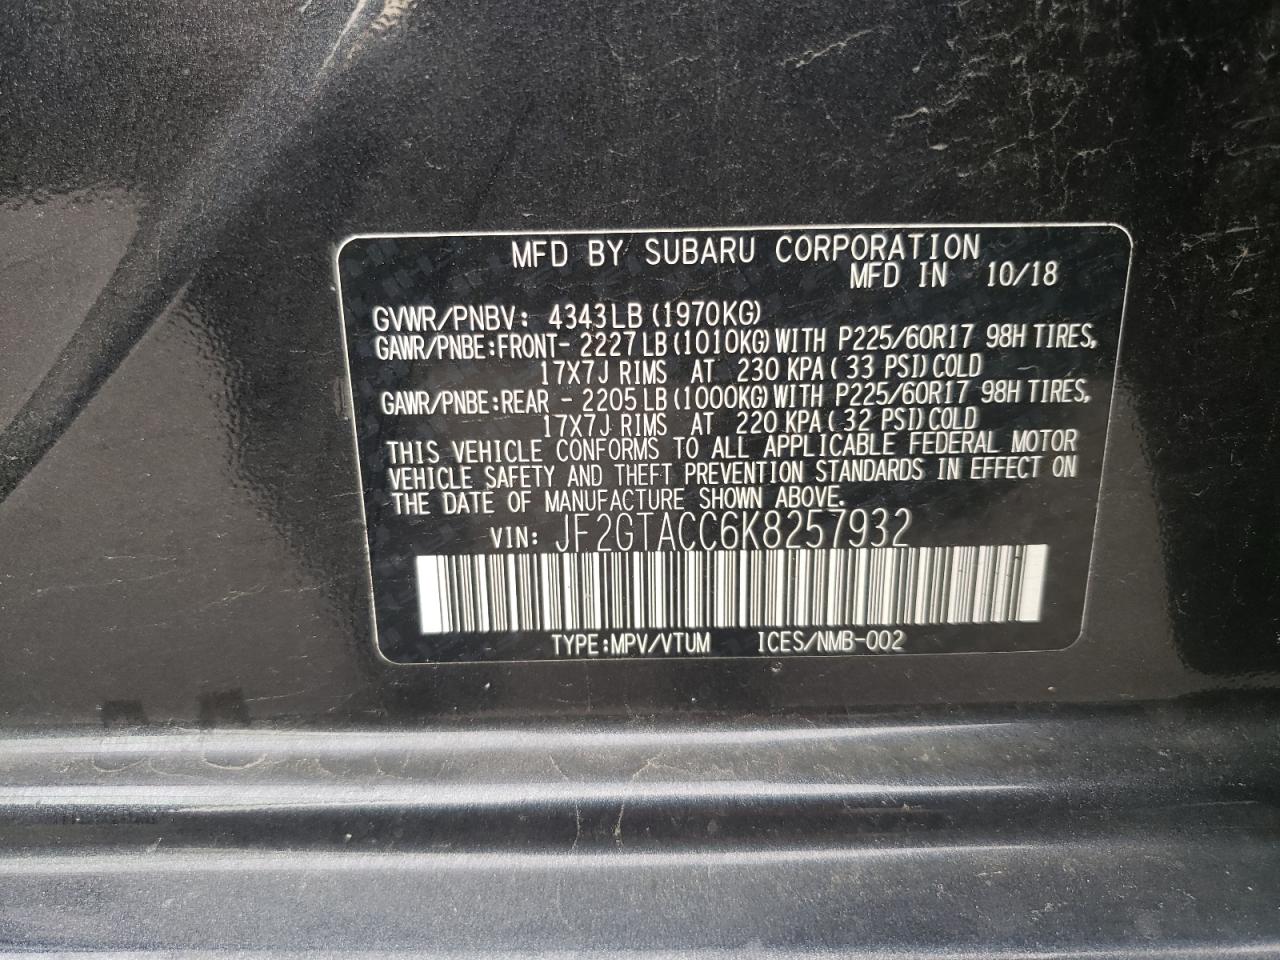 MFD BY SUBARU CORPORATION
MFD IN 10/18
GVWR/PNBV: 4343LB (1970KG)
GAWR/PNBE:FRONT- 2227LB (1010KG) WITH P225/60R17 98H TIRES,
17X7J RIMS AT 230 KPA (33 PSI) COLD
GAWR/PNBE:REAR - 2205LB (1000KG) WITH P225/60R17 98H TIRES,
17X7J RIMS AT 220 KPA (32 PSI) COLD
THIS VEHICLE CONFORMS TO ALL APPLICABLE FEDERAL MOTOR
VEHICLE SAFETY AND THEFT PREVENTION STANDARDS IN EFFECT ON
THE DATE OF MANUFACTURE SHOWN ABOVE.
VIN: JF2GTACC6K8257932
TYPE:MPV/VTUM ICES/NMB-002